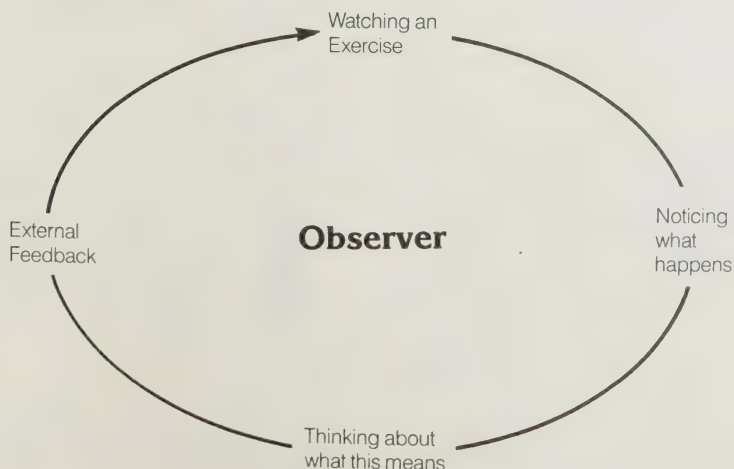 Watching an
Exercise
External
Feedback
Observer
Noticing
what
happens
Thinking about
what this means